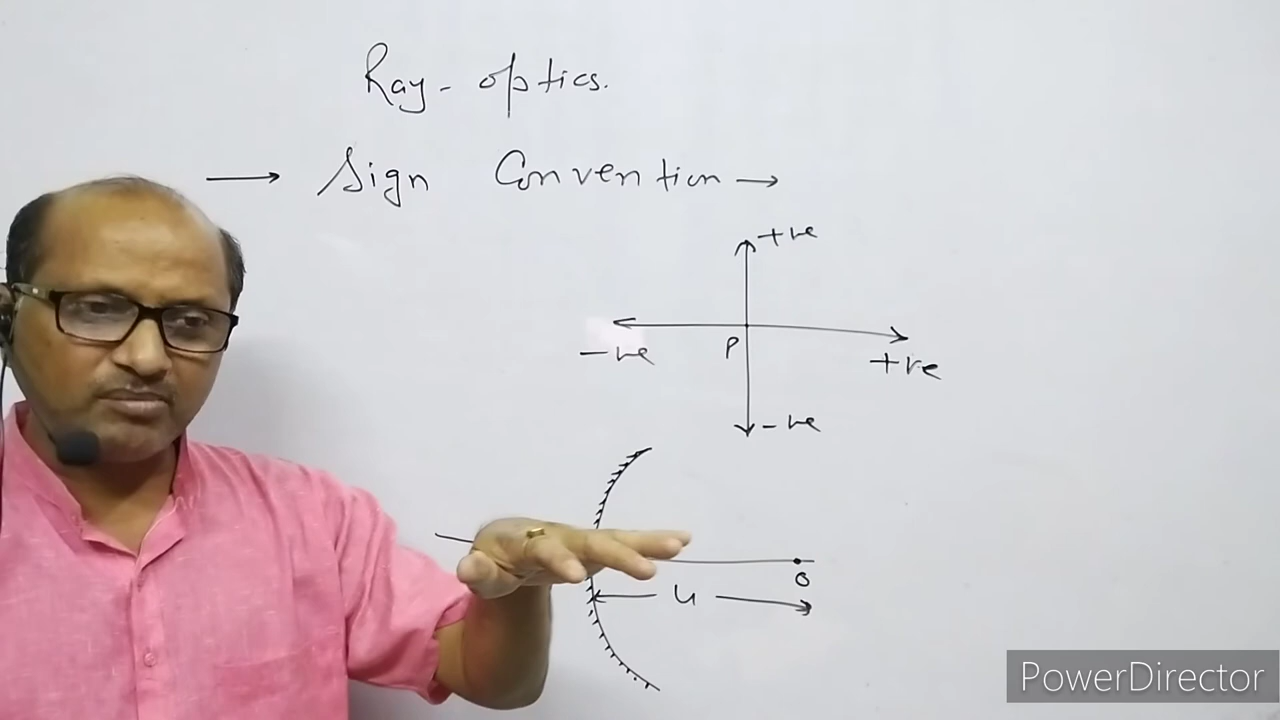 Ray - optics.
→ Sign Convention →
+ve
-ve P +ve
-ve
O
u
PowerDirector